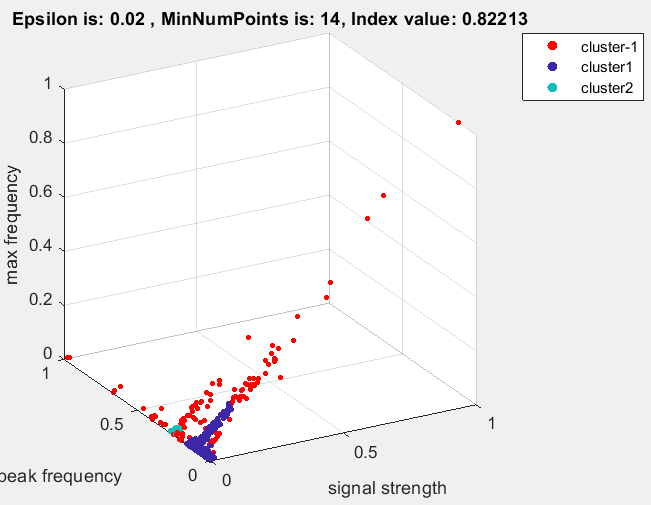 Epsilon is: 0.02 , MinNumPoints is: 14, Index value: 0.82213
cluster-1
cluster1
cluster2
1
0.8
0.6
0.4
0.2
0
max frequency
1
0.5
0
peak frequency
0
0.5
1
signal strength